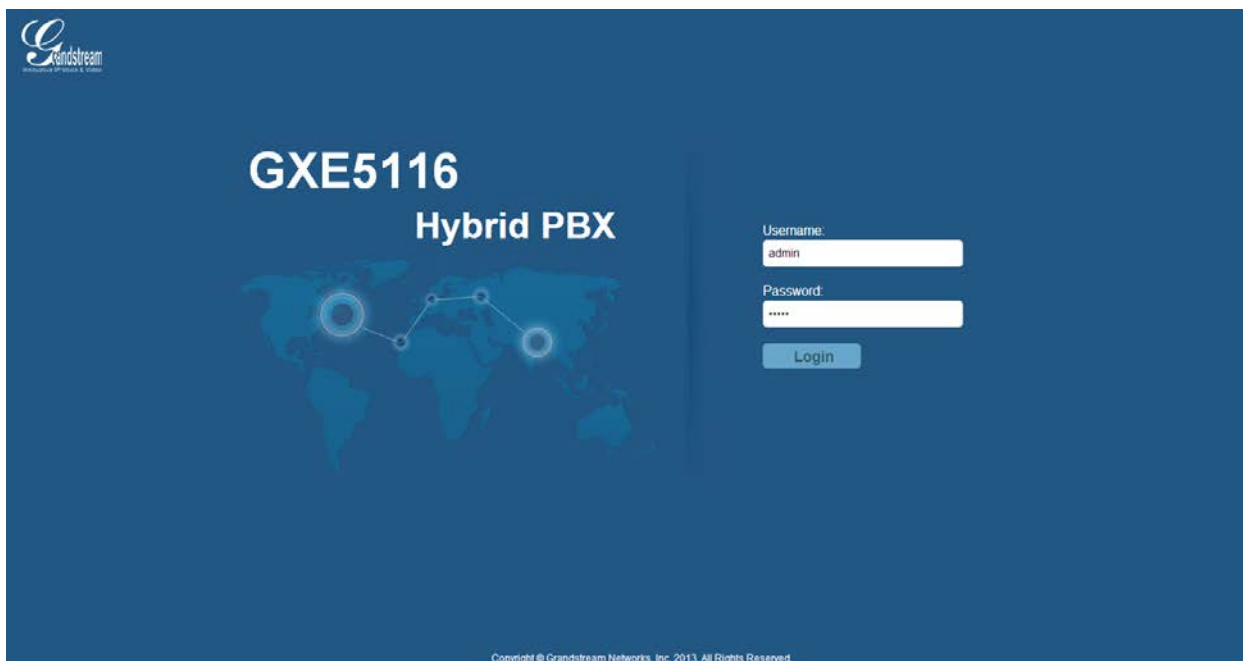 Grandstream
GXE5116
Hybrid PBX
Username:
admin
Password:
•••••
Login
Copyright © Grandstream Networks, Inc. 2013. All Rights Reserved.